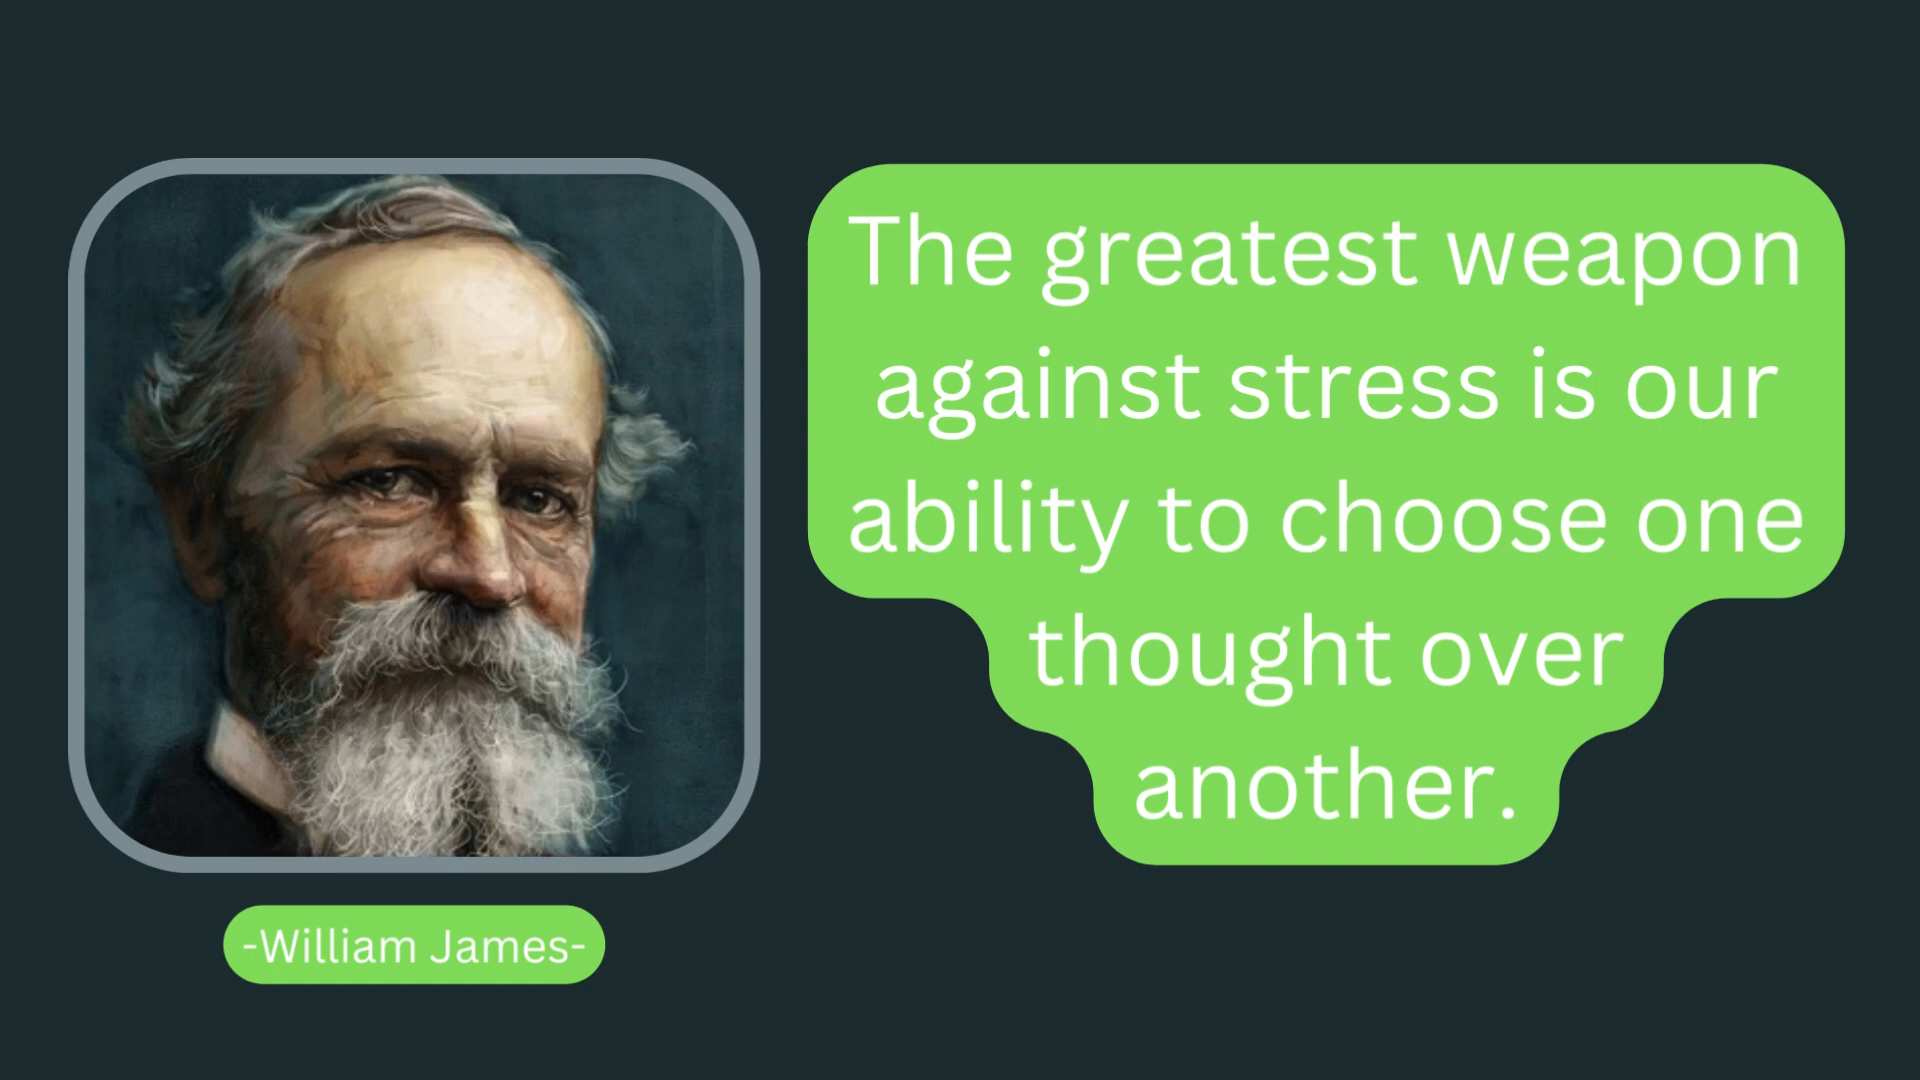 The greatest weapon
against stress is our
ability to choose one
thought over
another.
-William James-